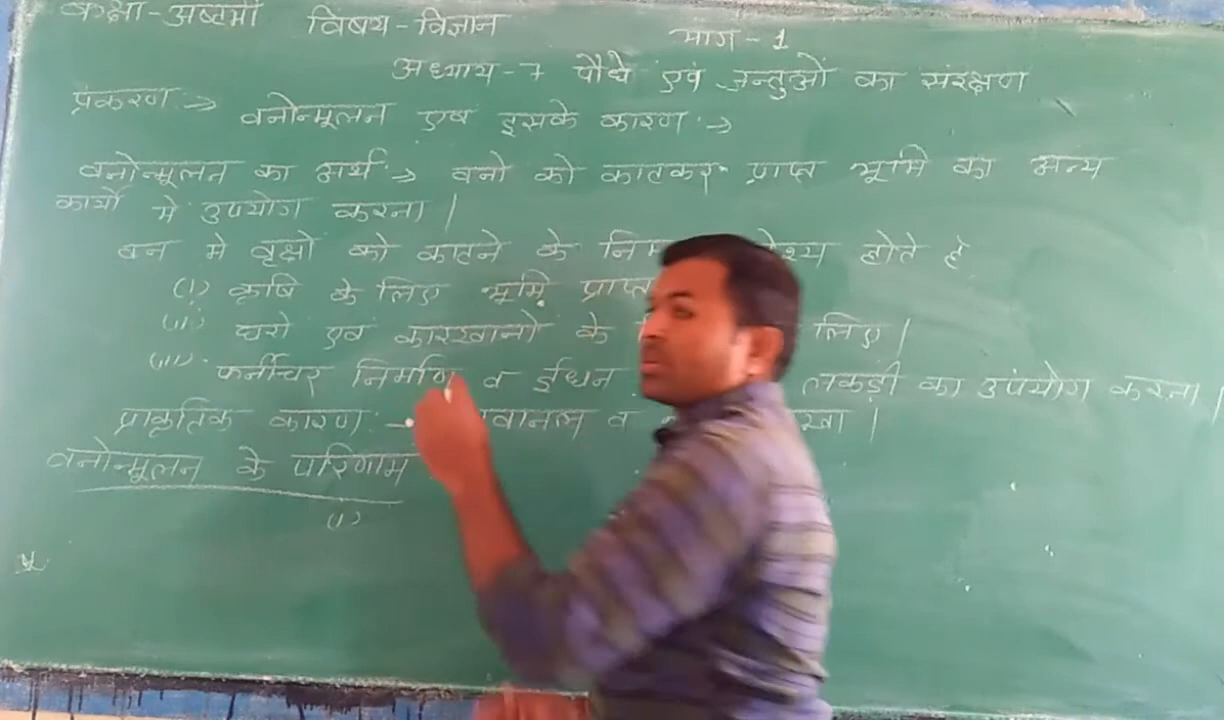 कक्षा-अष्टमी विषय-विज्ञान भाग-1
अध्याय-7 पौधे एवं जन्तुओं का संरक्षण
प्रकरण:→ वनोन्मूलन एवं इसके कारण:→
वनोन्मूलन का अर्थ:→ वनो को काटकर प्राप्त भूमि का अन्य
कार्यो मे उपयोग करना।
वन मे वृक्षो को काटने के होते है
(i) कृषि के लिए भूमि प्राप्त
(ii) घरो एवं कारखानों के लिए।
(iii) फर्नीचर निर्माण व ईधन लकड़ी का उपयोग करना।
प्राकृतिक कारण:→ व
वनोन्मूलन के परिणाम
(i)